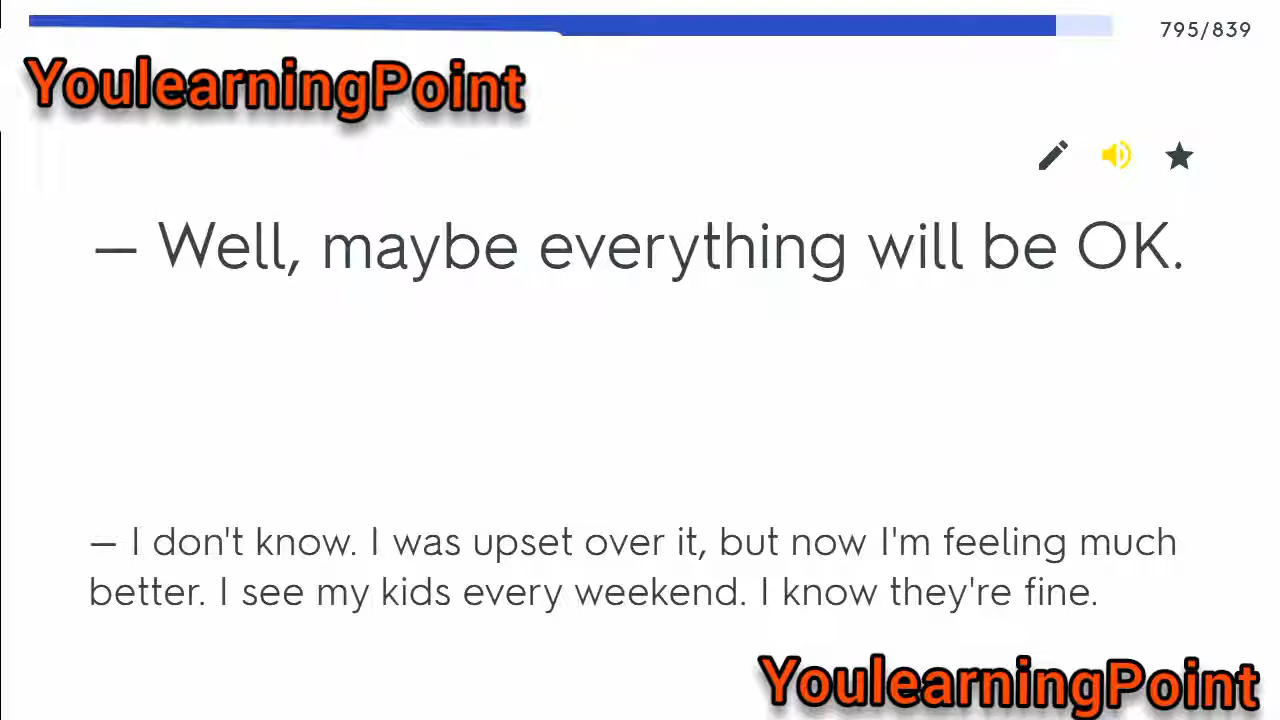 795/839
YoulearningPoint
— Well, maybe everything will be OK.
— I don't know. I was upset over it, but now I'm feeling much
better. I see my kids every weekend. I know they're fine.
YoulearningPoint